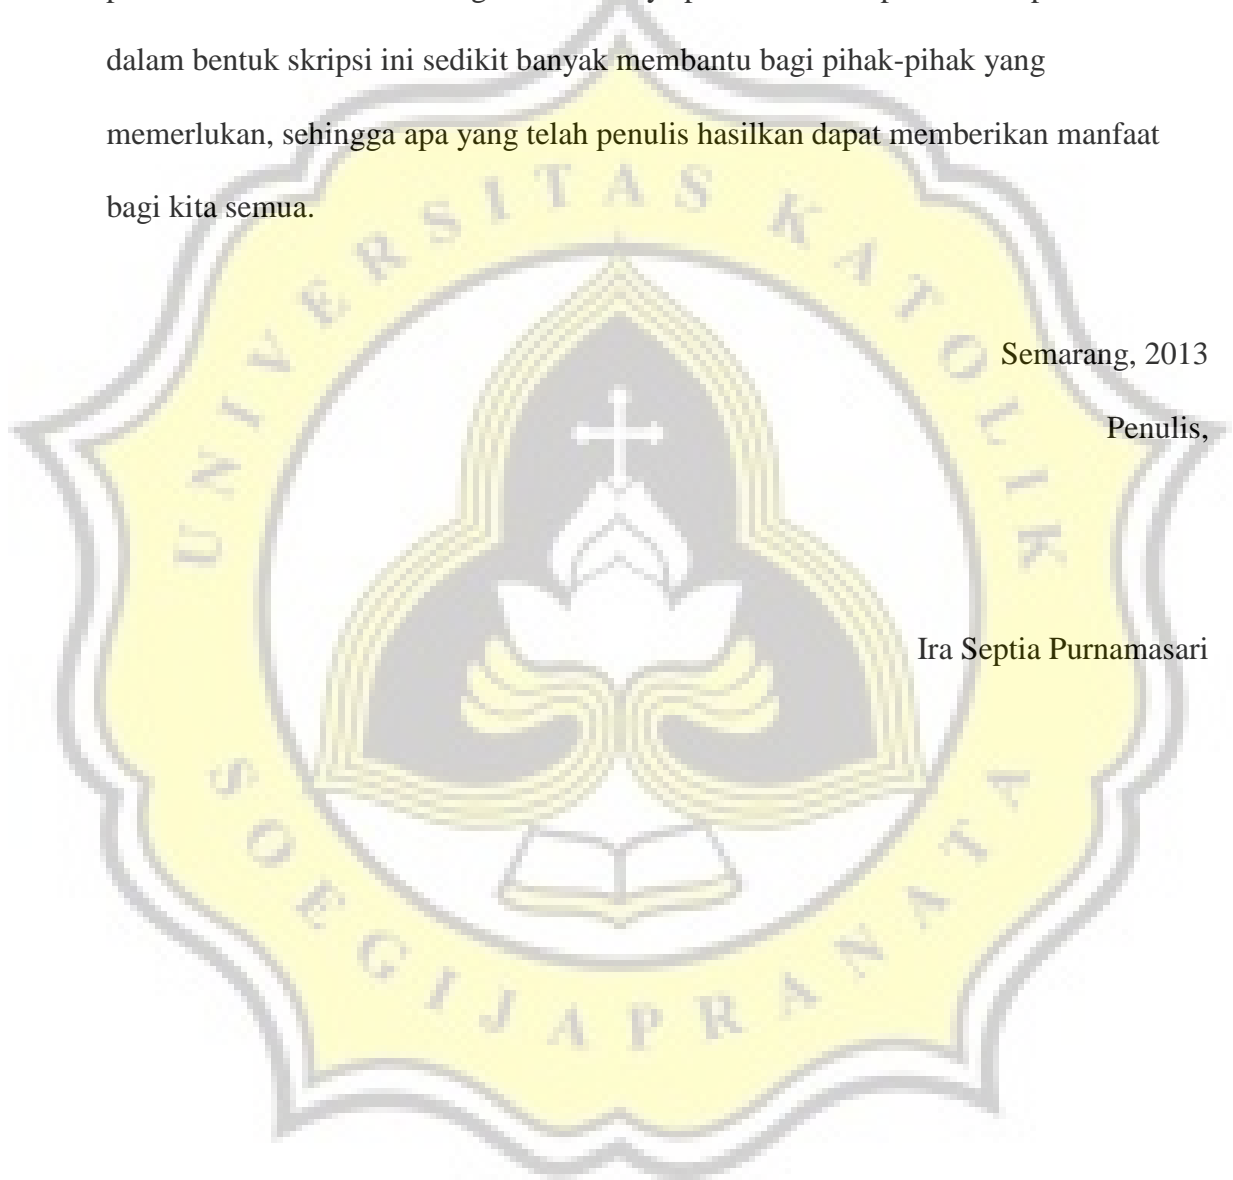 dalam bentuk skripsi ini sedikit banyak membantu bagi pihak-pihak yang
memerlukan, sehingga apa yang telah penulis hasilkan dapat memberikan manfaat
bagi kita semua.
Semarang, 2013
Penulis,
Ira Septia Purnamasari
UNIVERSITAS KATOLIK
SOEGIJAPRANATA